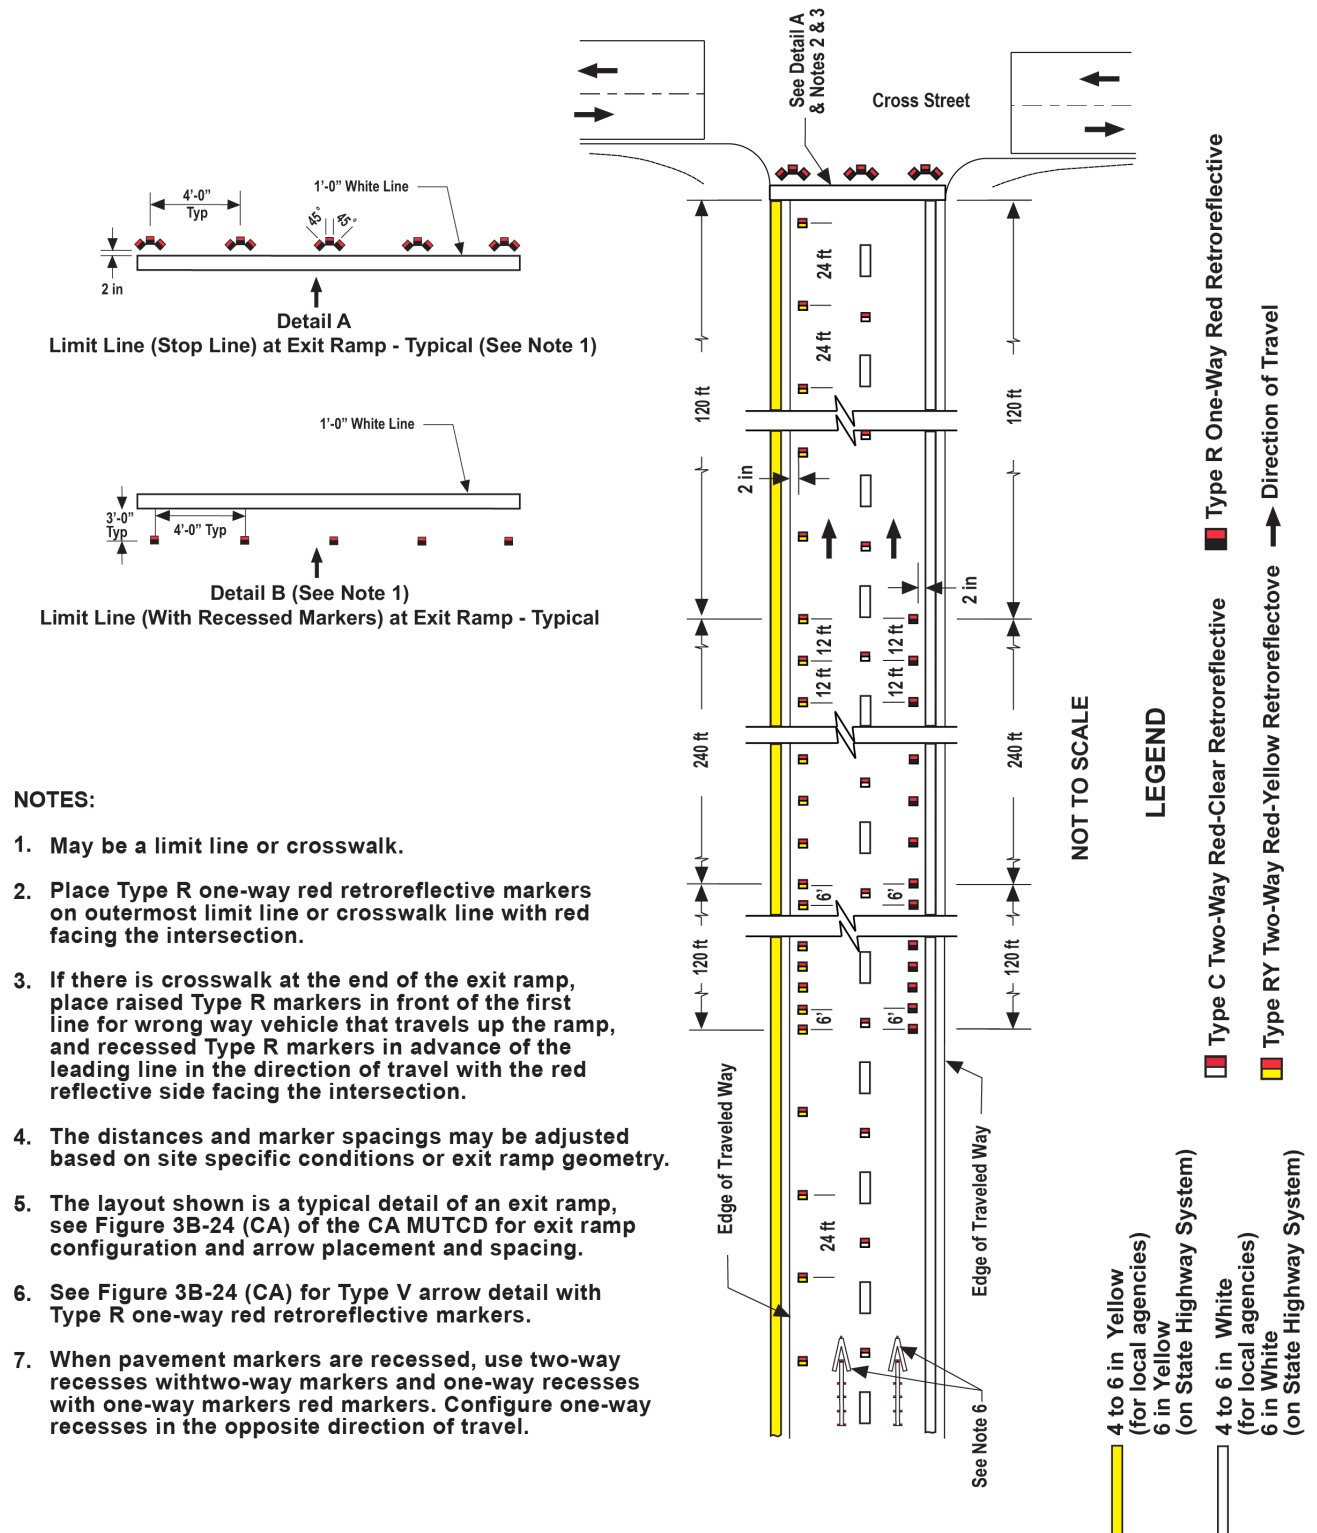 See Detail A
& Notes 2 & 3
Cross Street
4’-0”
Typ
1’-0” White Line
45°
45°
2 in
Detail A
Limit Line (Stop Line) at Exit Ramp - Typical (See Note 1)
1’-0” White Line
3’-0”
Typ
4’-0” Typ
Detail B (See Note 1)
Limit Line (With Recessed Markers) at Exit Ramp - Typical
24 ft
24 ft
120 ft
120 ft
2 in
2 in
12 ft
12 ft
12 ft
12 ft
240 ft
240 ft
6’
6’
120 ft
120 ft
6’
6’
24 ft
Edge of Traveled Way
Edge of Traveled Way
See Note 6
NOTES:
1. May be a limit line or crosswalk.
2. Place Type R one-way red retroreflective markers
on outermost limit line or crosswalk line with red
facing the intersection.
3. If there is crosswalk at the end of the exit ramp,
place raised Type R markers in front of the first
line for wrong way vehicle that travels up the ramp,
and recessed Type R markers in advance of the
leading line in the direction of travel with the red
reflective side facing the intersection.
4. The distances and marker spacings may be adjusted
based on site specific conditions or exit ramp geometry.
5. The layout shown is a typical detail of an exit ramp,
see Figure 3B-24 (CA) of the CA MUTCD for exit ramp
configuration and arrow placement and spacing.
6. See Figure 3B-24 (CA) for Type V arrow detail with
Type R one-way red retroreflective markers.
7. When pavement markers are recessed, use two-way
recesses withtwo-way markers and one-way recesses
with one-way markers red markers. Configure one-way
recesses in the opposite direction of travel.
NOT TO SCALE
LEGEND
Type C Two-Way Red-Clear Retroreflective
Type R One-Way Red Retroreflective
Type RY Two-Way Red-Yellow Retroreflectove
Direction of Travel
4 to 6 in Yellow
(for local agencies)
6 in Yellow
(on State Highway System)
4 to 6 in White
(for local agencies)
6 in White
(on State Highway System)